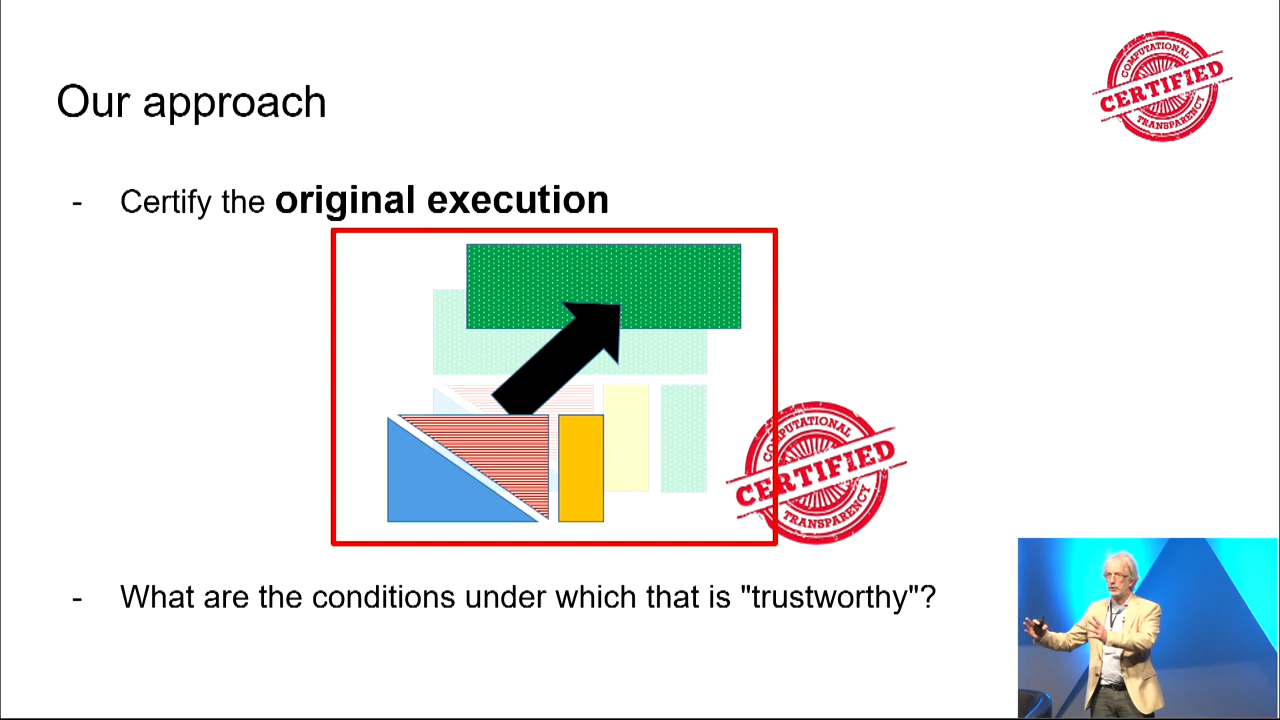 COMPUTATIONAL
CERTIFIED
TRANSPARENCY
Our approach
- Certify the original execution
COMPUTATIONAL
CERTIFIED
TRANSPARENCY
- What are the conditions under which that is "trustworthy"?